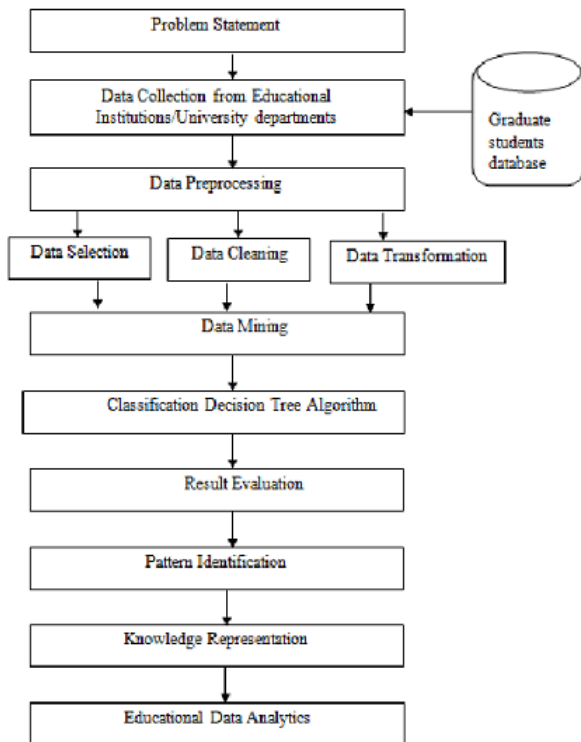 Problem Statement
Data Collection from Educational
Institutions/University departments
Graduate
students
database
Data Preprocessing
Data Selection
Data Cleaning
Data Transformation
Data Mining
Classification Decision Tree Algorithm
Result Evaluation
Pattern Identification
Knowledge Representation
Educational Data Analytics